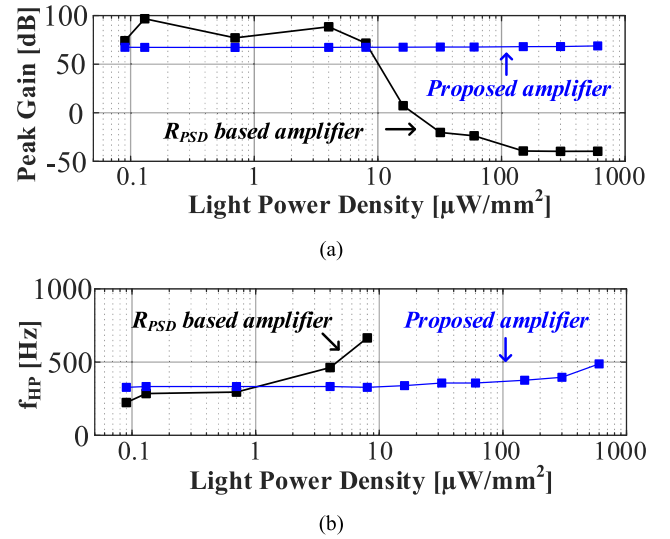 100
50
0
-50
Peak Gain [dB]
Proposed amplifier
R_PSD based amplifier
0.1 1 10 100 1000
Light Power Density [µW/mm²]
(a)
1000
500
0
f_HP [Hz]
R_PSD based amplifier
Proposed amplifier
0.1 1 10 100 1000
Light Power Density [µW/mm²]
(b)